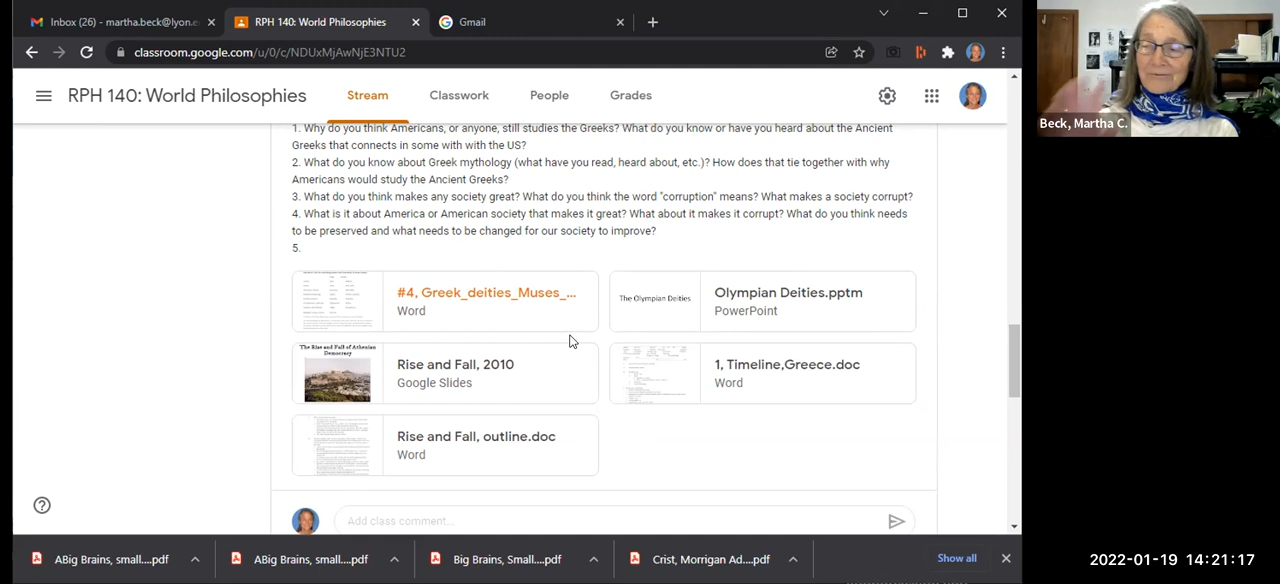 Inbox (26) - martha.beck@lyon.e
RPH 140: World Philosophies
Gmail
classroom.google.com/u/0/c/NDUxMjAwNjE3NTU2
RPH 140: World Philosophies
Stream
Classwork
People
Grades
Beck, Martha C.
1. Why do you think Americans, or anyone, still studies the Greeks? What do you know or have you heard about the Ancient
Greeks that connects in some with with the US?
2. What do you know about Greek mythology (what have you read, heard about, etc.)? How does that tie together with why
Americans would study the Ancient Greeks?
3. What do you think makes any society great? What do you think the word "corruption" means? What makes a society corrupt?
4. What is it about America or American society that makes it great? What about it makes it corrupt? What do you think needs
to be preserved and what needs to be changed for our society to improve?
5.
#4, Greek_deities_Muses_...
Word
The Olympian Deities
Olympian Deities.pptm
PowerPoint
The Rise and Fall of Athenian
Democracy
Rise and Fall, 2010
Google Slides
1, Timeline,Greece.doc
Word
Rise and Fall, outline.doc
Word
Add class comment...
ABig Brains, small....pdf
ABig Brains, small....pdf
Big Brains, Small....pdf
Crist, Morrigan Ad....pdf
Show all
2022-01-19 14:21:17